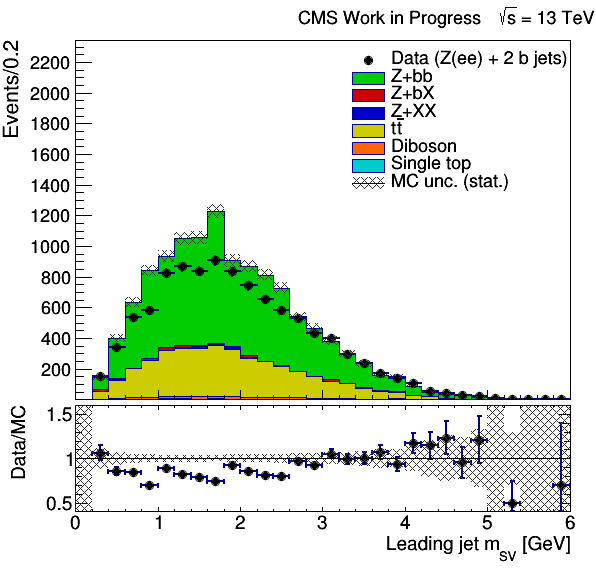 CMS Work in Progress √s = 13 TeV
Events/0.2
2200
2000
1800
1600
1400
1200
1000
800
600
400
200
Data (Z(ee) + 2 b jets)
Z+bb
Z+bX
Z+XX
tt̄
Diboson
Single top
MC unc. (stat.)
Data/MC
1.5
1
0.5
0 1 2 3 4 5 6
Leading jet m_SV [GeV]